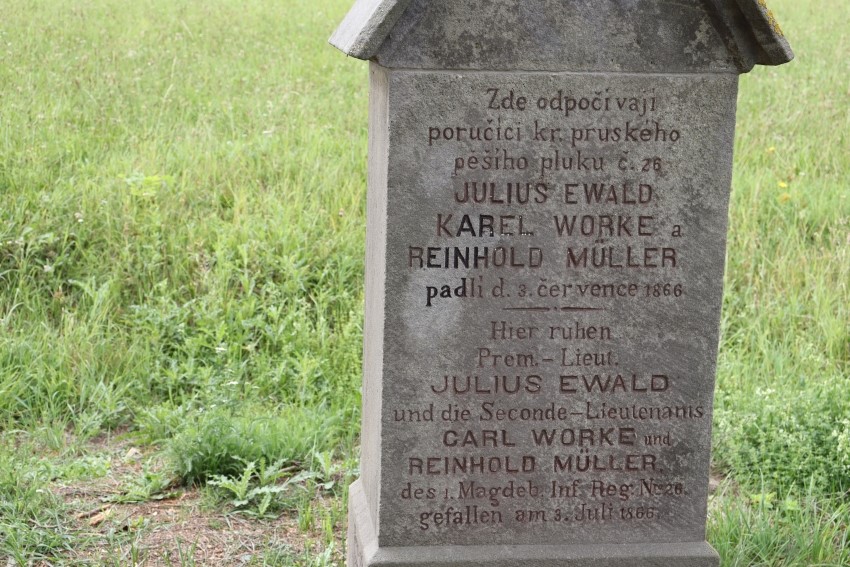 Zde odpočívají
poručíci kr. pruského
pěšího pluku č. 26
JULIUS EWALD
KAREL WORKE a
REINHOLD MÜLLER
padli d. 3. července 1866
Hier ruhen
Prem.-Lieut.
JULIUS EWALD
und die Seconde-Lieutenants
CARL WORKE und
REINHOLD MÜLLER.
des 1. Magdeb. Inf. Reg. No 26.
gefallen am 3. Juli 1866.